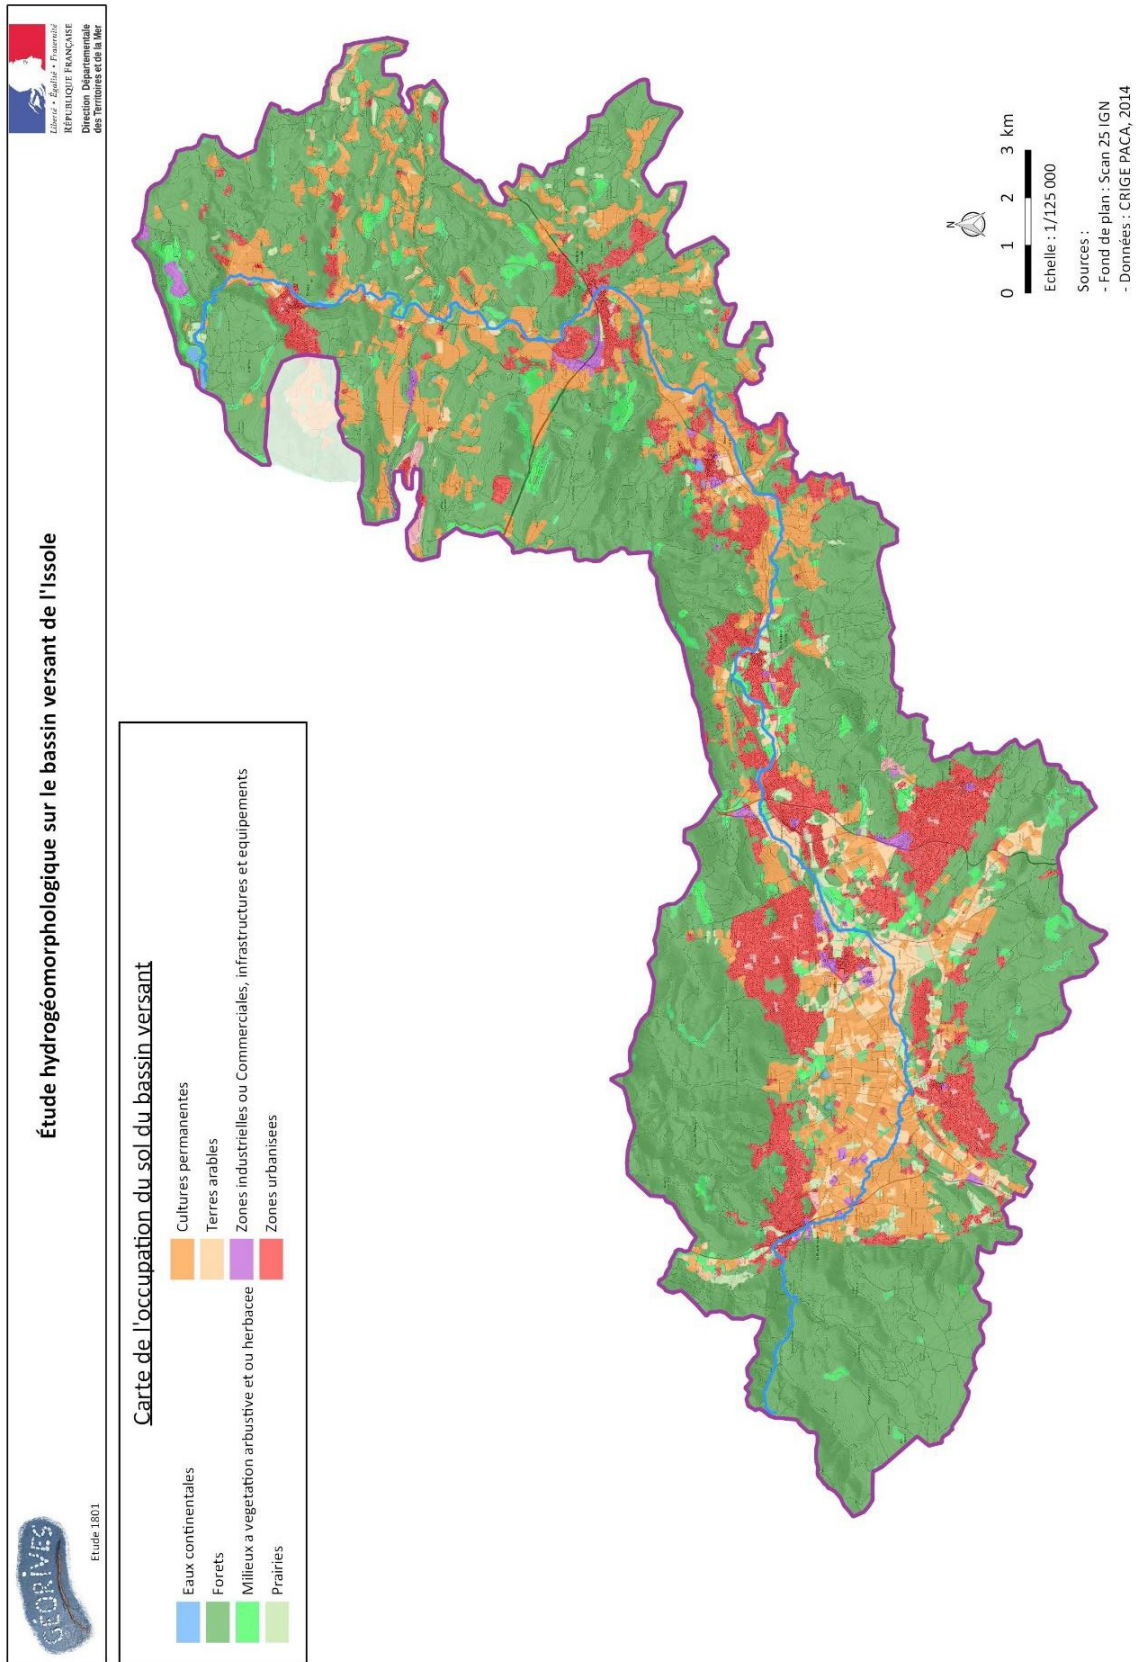 GÉORIVES
Etude 1801
Étude hydrogéomorphologique sur le bassin versant de l'Issole
Liberté • Égalité • Fraternité
RÉPUBLIQUE FRANÇAISE
Direction Départementale
des Territoires et de la Mer
Carte de l'occupation du sol du bassin versant
Eaux continentales
Forets
Milieux a vegetation arbustive et ou herbacee
Prairies
Cultures permanentes
Terres arables
Zones industrielles ou Commerciales, infrastructures et equipements
Zones urbanisees
N
0 1 2 3 km
Echelle : 1/125 000
Sources :
- Fond de plan : Scan 25 IGN
- Données : CRIGE PACA, 2014